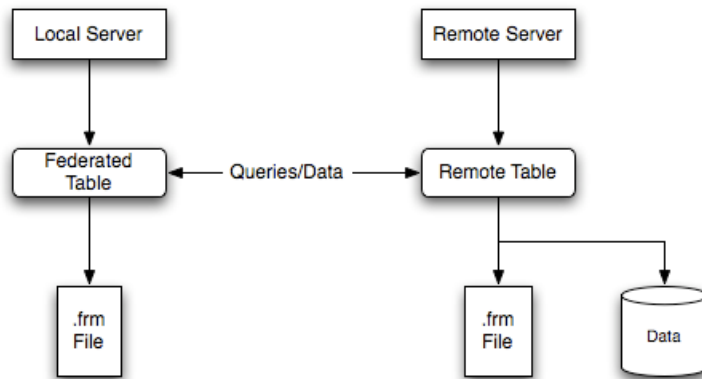 Local Server
Remote Server
Federated
Table
Queries/Data
Remote Table
.frm
File
.frm
File
Data